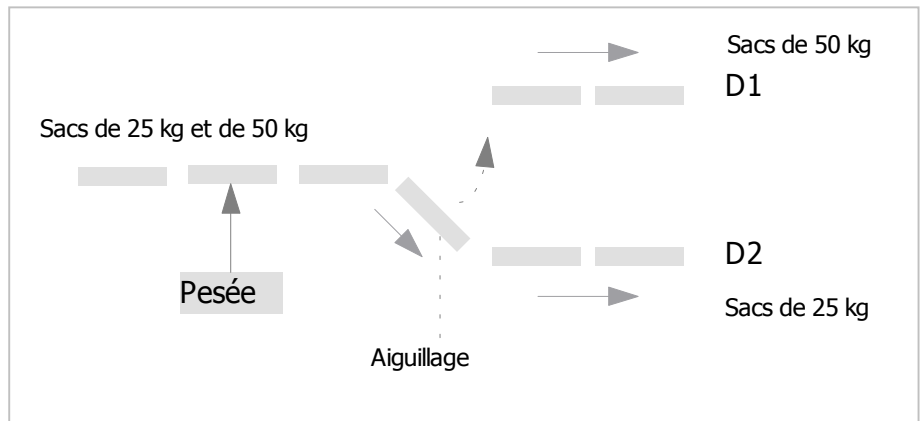 Sacs de 50 kg
D1
Sacs de 25 kg et de 50 kg
D2
Pesée
Sacs de 25 kg
Aiguillage